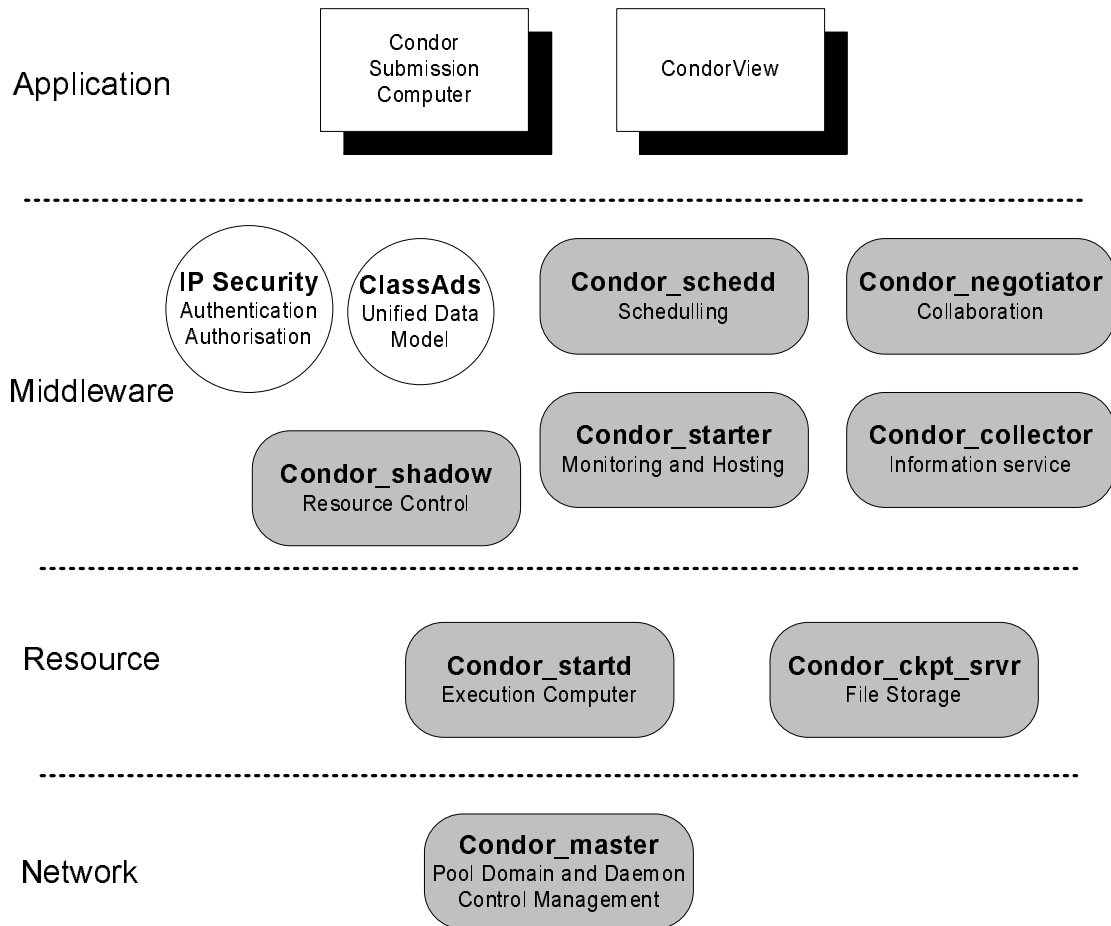 Application
Condor
Submission
Computer
CondorView
Middleware
IP Security
Authentication
Authorisation
ClassAds
Unified Data
Model
Condor_schedd
Schedulling
Condor_negotiator
Collaboration
Condor_shadow
Resource Control
Condor_starter
Monitoring and Hosting
Condor_collector
Information service
Resource
Condor_startd
Execution Computer
Condor_ckpt_srvr
File Storage
Network
Condor_master
Pool Domain and Daemon
Control Management